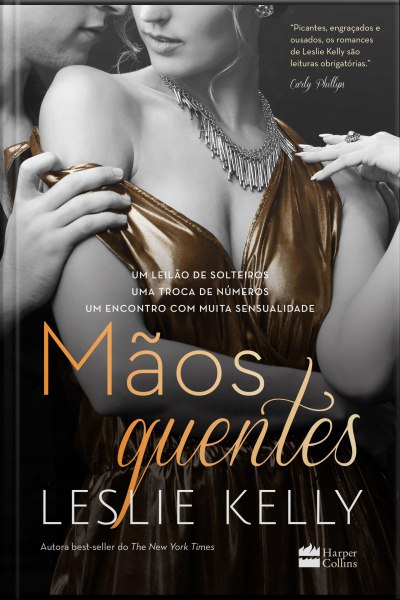 "Picantes, engraçados e
ousados, os romances
de Leslie Kelly são
leituras obrigatórias."
Carly Phillips
UM LEILÃO DE SOLTEIROS
UMA TROCA DE NÚMEROS
UM ENCONTRO COM MUITA SENSUALIDADE
Mãos
quentes
LESLIE KELLY
Autora best-seller do The New York Times
Harper
Collins